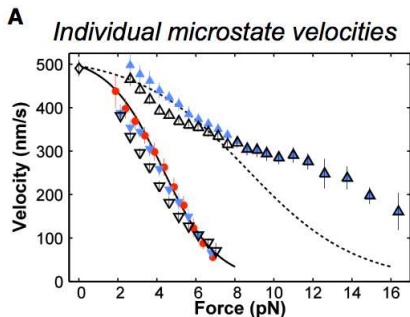 A
Individual microstate velocities
Velocity (nm/s)
500
400
300
200
100
0
0 2 4 6 8 10 12 14 16
Force (pN)